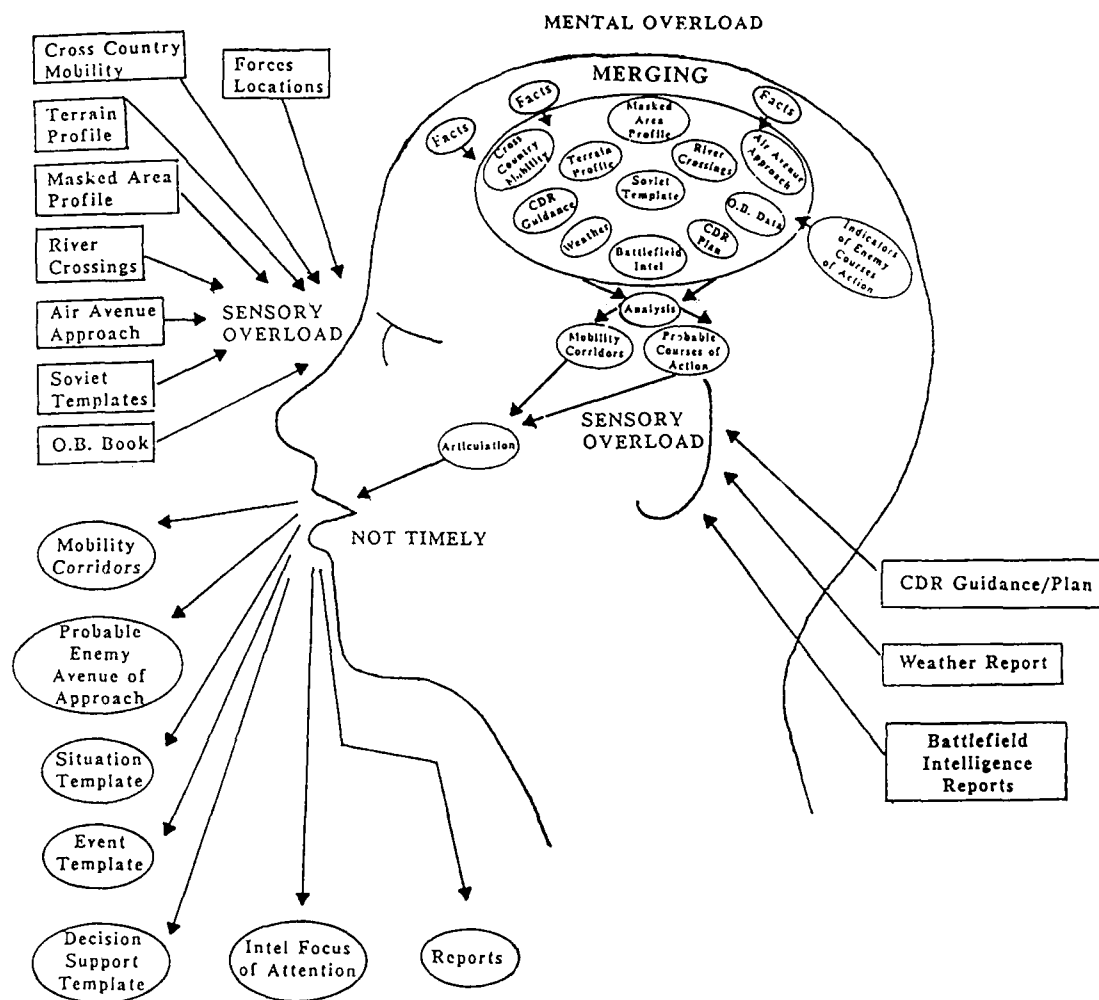 MENTAL OVERLOAD
MERGING
Cross Country
Mobility
Forces
Locations
Terrain
Profile
Masked Area
Profile
River
Crossings
Air Avenue
Approach
Soviet
Templates
O.B. Book
SENSORY
OVERLOAD
Facts
Facts
Facts
Masked
Area
Profile
Cross
Country
Mobility
Terrain
Profile
River
Crossings
Air Avenue
Approach
Soviet
Template
CDR
Guidance
O.B. Data
Weather
CDR
Plan
Battlefield
Intel
Indicators
of Enemy
Courses
of Action
Analysis
Mobility
Corridors
Probable
Courses of
Action
Articulation
SENSORY
OVERLOAD
NOT TIMELY
Mobility
Corridors
Probable
Enemy
Avenue of
Approach
Situation
Template
Event
Template
Decision
Support
Template
Intel Focus
of Attention
Reports
CDR Guidance/Plan
Weather Report
Battlefield
Intelligence
Reports